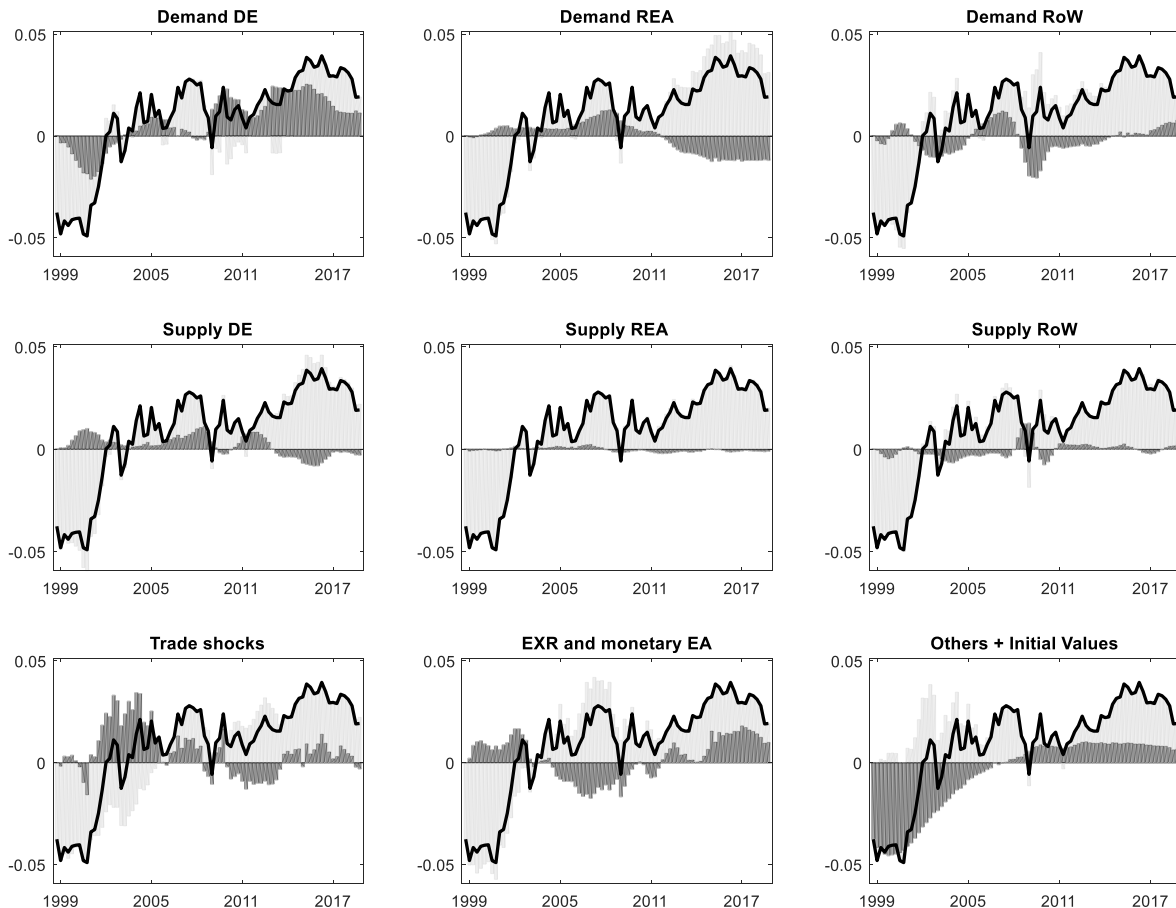 Demand DE
Demand REA
Demand RoW
0.05
0
-0.05
1999 2005 2011 2017
0.05
0
-0.05
1999 2005 2011 2017
0.05
0
-0.05
1999 2005 2011 2017
Supply DE
Supply REA
Supply RoW
0.05
0
-0.05
1999 2005 2011 2017
0.05
0
-0.05
1999 2005 2011 2017
0.05
0
-0.05
1999 2005 2011 2017
Trade shocks
EXR and monetary EA
Others + Initial Values
0.05
0
-0.05
1999 2005 2011 2017
0.05
0
-0.05
1999 2005 2011 2017
0.05
0
-0.05
1999 2005 2011 2017